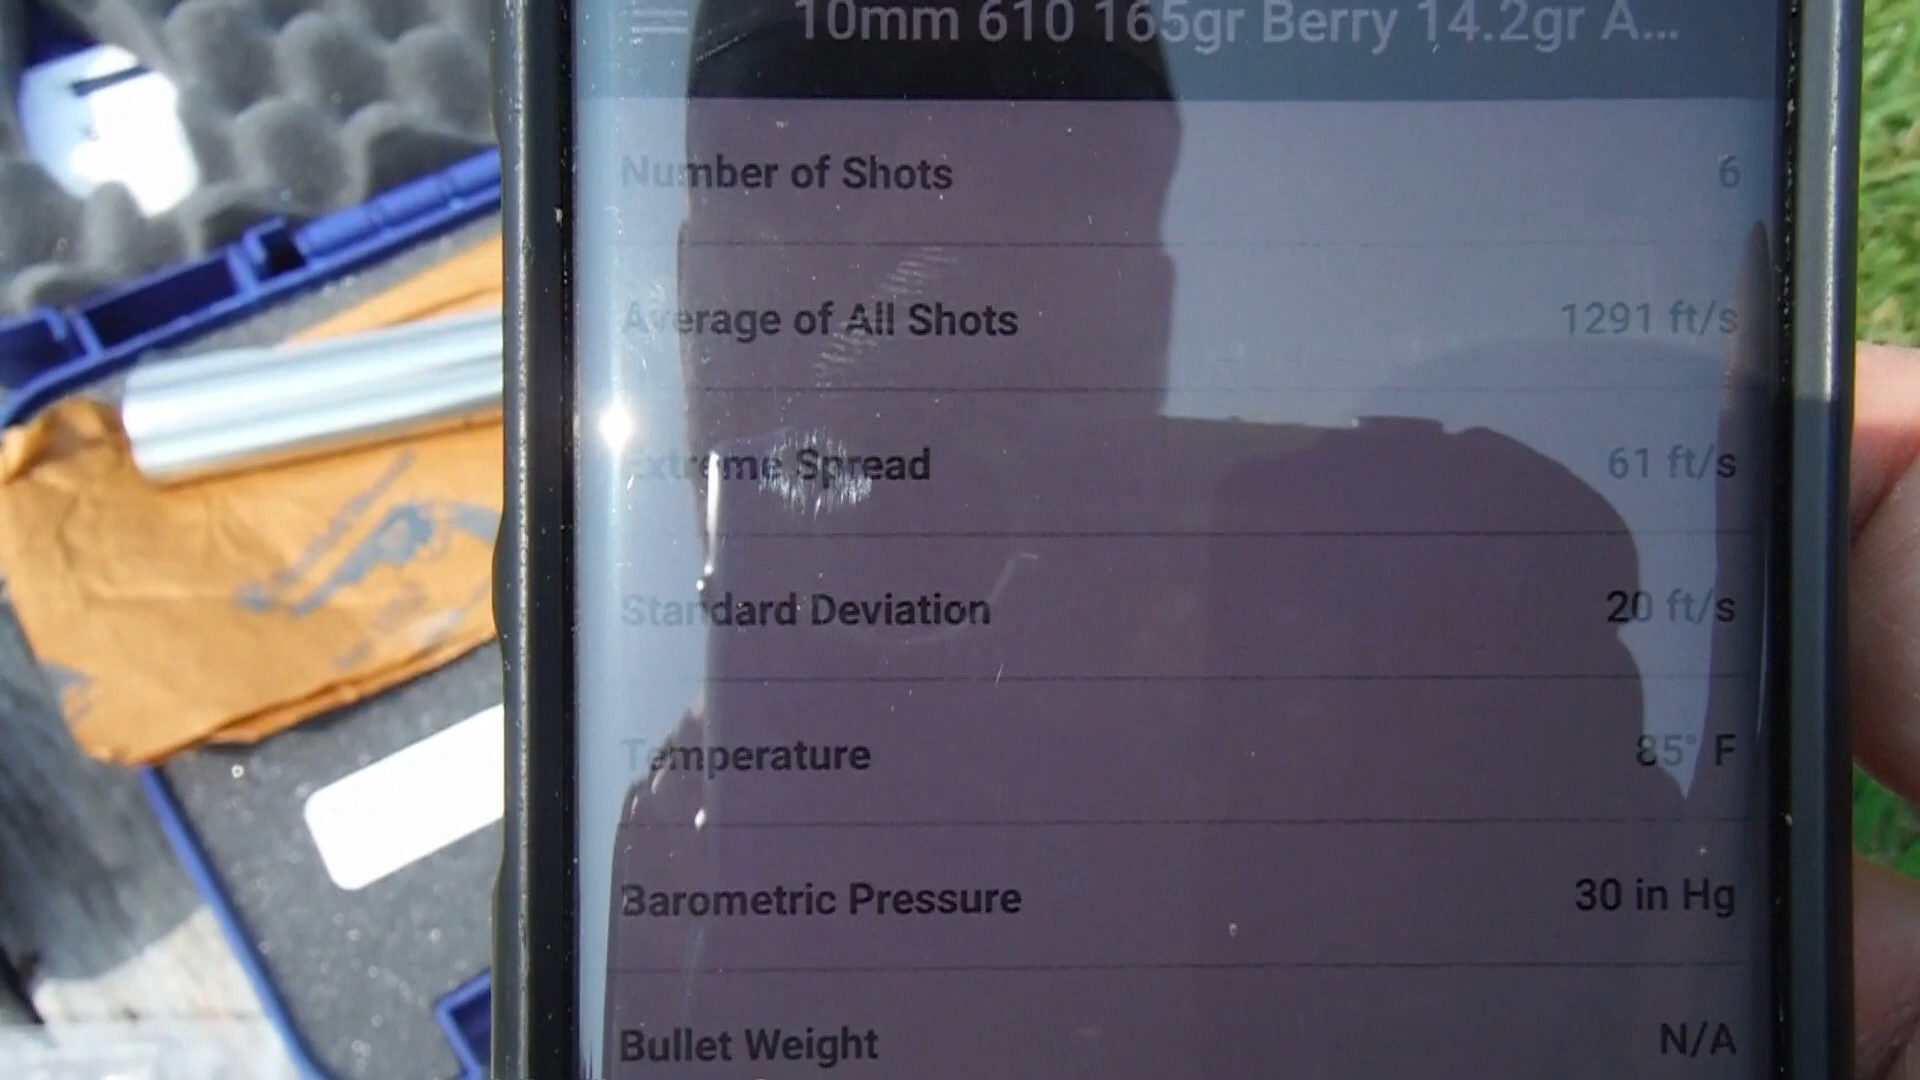 10mm 610 165gr Berry 14.2gr A...
Number of Shots 6
Average of All Shots 1291 ft/s
Extreme Spread 61 ft/s
Standard Deviation 20 ft/s
Temperature 85° F
Barometric Pressure 30 in Hg
Bullet Weight N/A